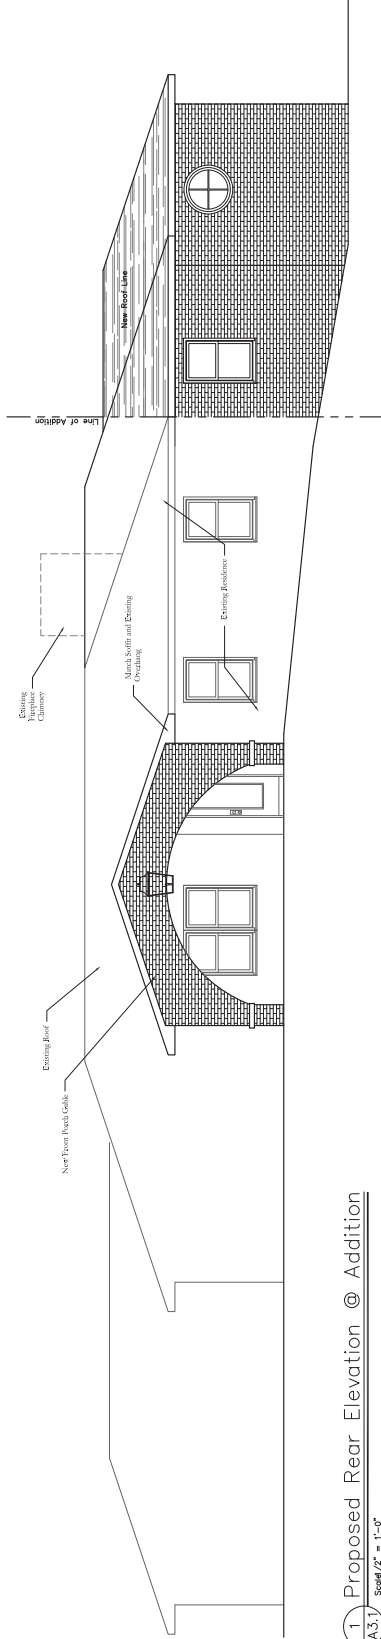 Existing Roof
New Front Porch Gable
Existing
Fireplace
Chimney
Match Soffit and Existing
Overhang
Existing Residence
Line of Addition
New Roof Line
1
A3.1
Proposed Rear Elevation @ Addition
Scale1/2" = 1'-0"